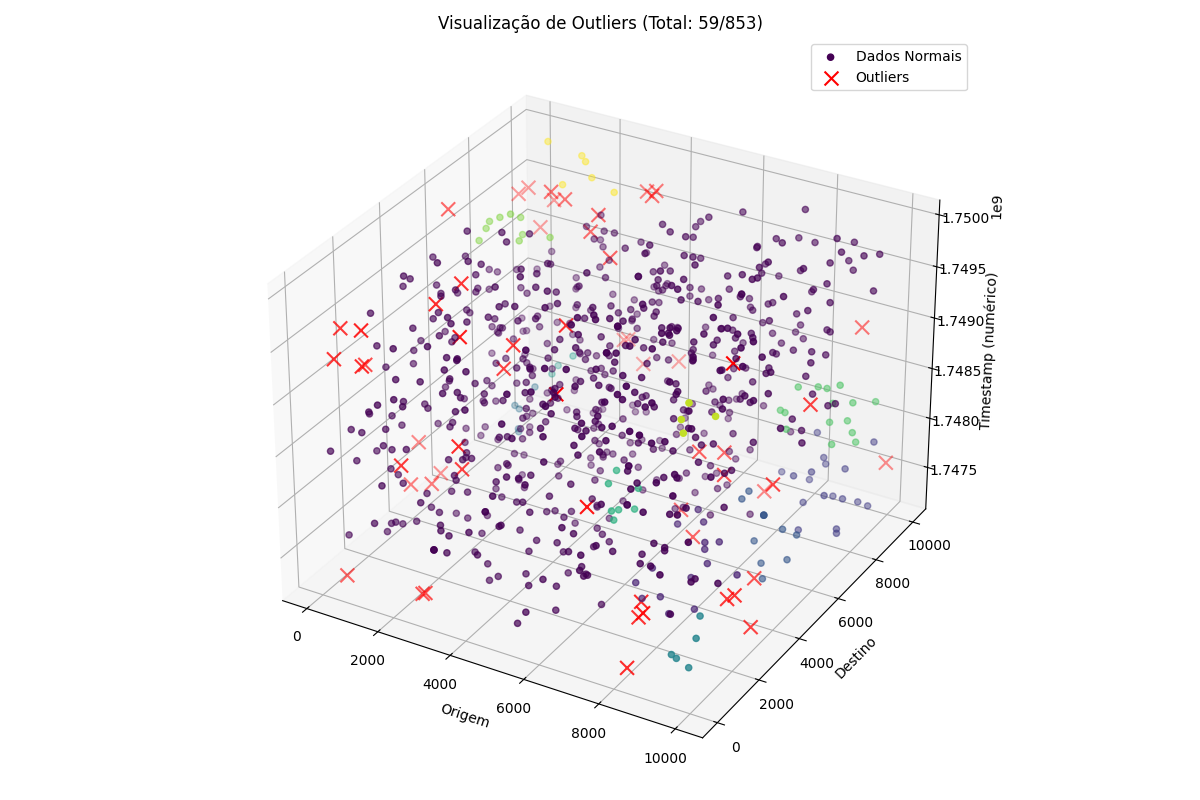 Visualização de Outliers (Total: 59/853)
Dados Normais
Outliers
1e9
1.7500
1.7495
1.7490
1.7485
1.7480
1.7475
Timestamp (numérico)
10000
8000
6000
4000
2000
0
Destino
0
2000
4000
6000
8000
10000
Origem